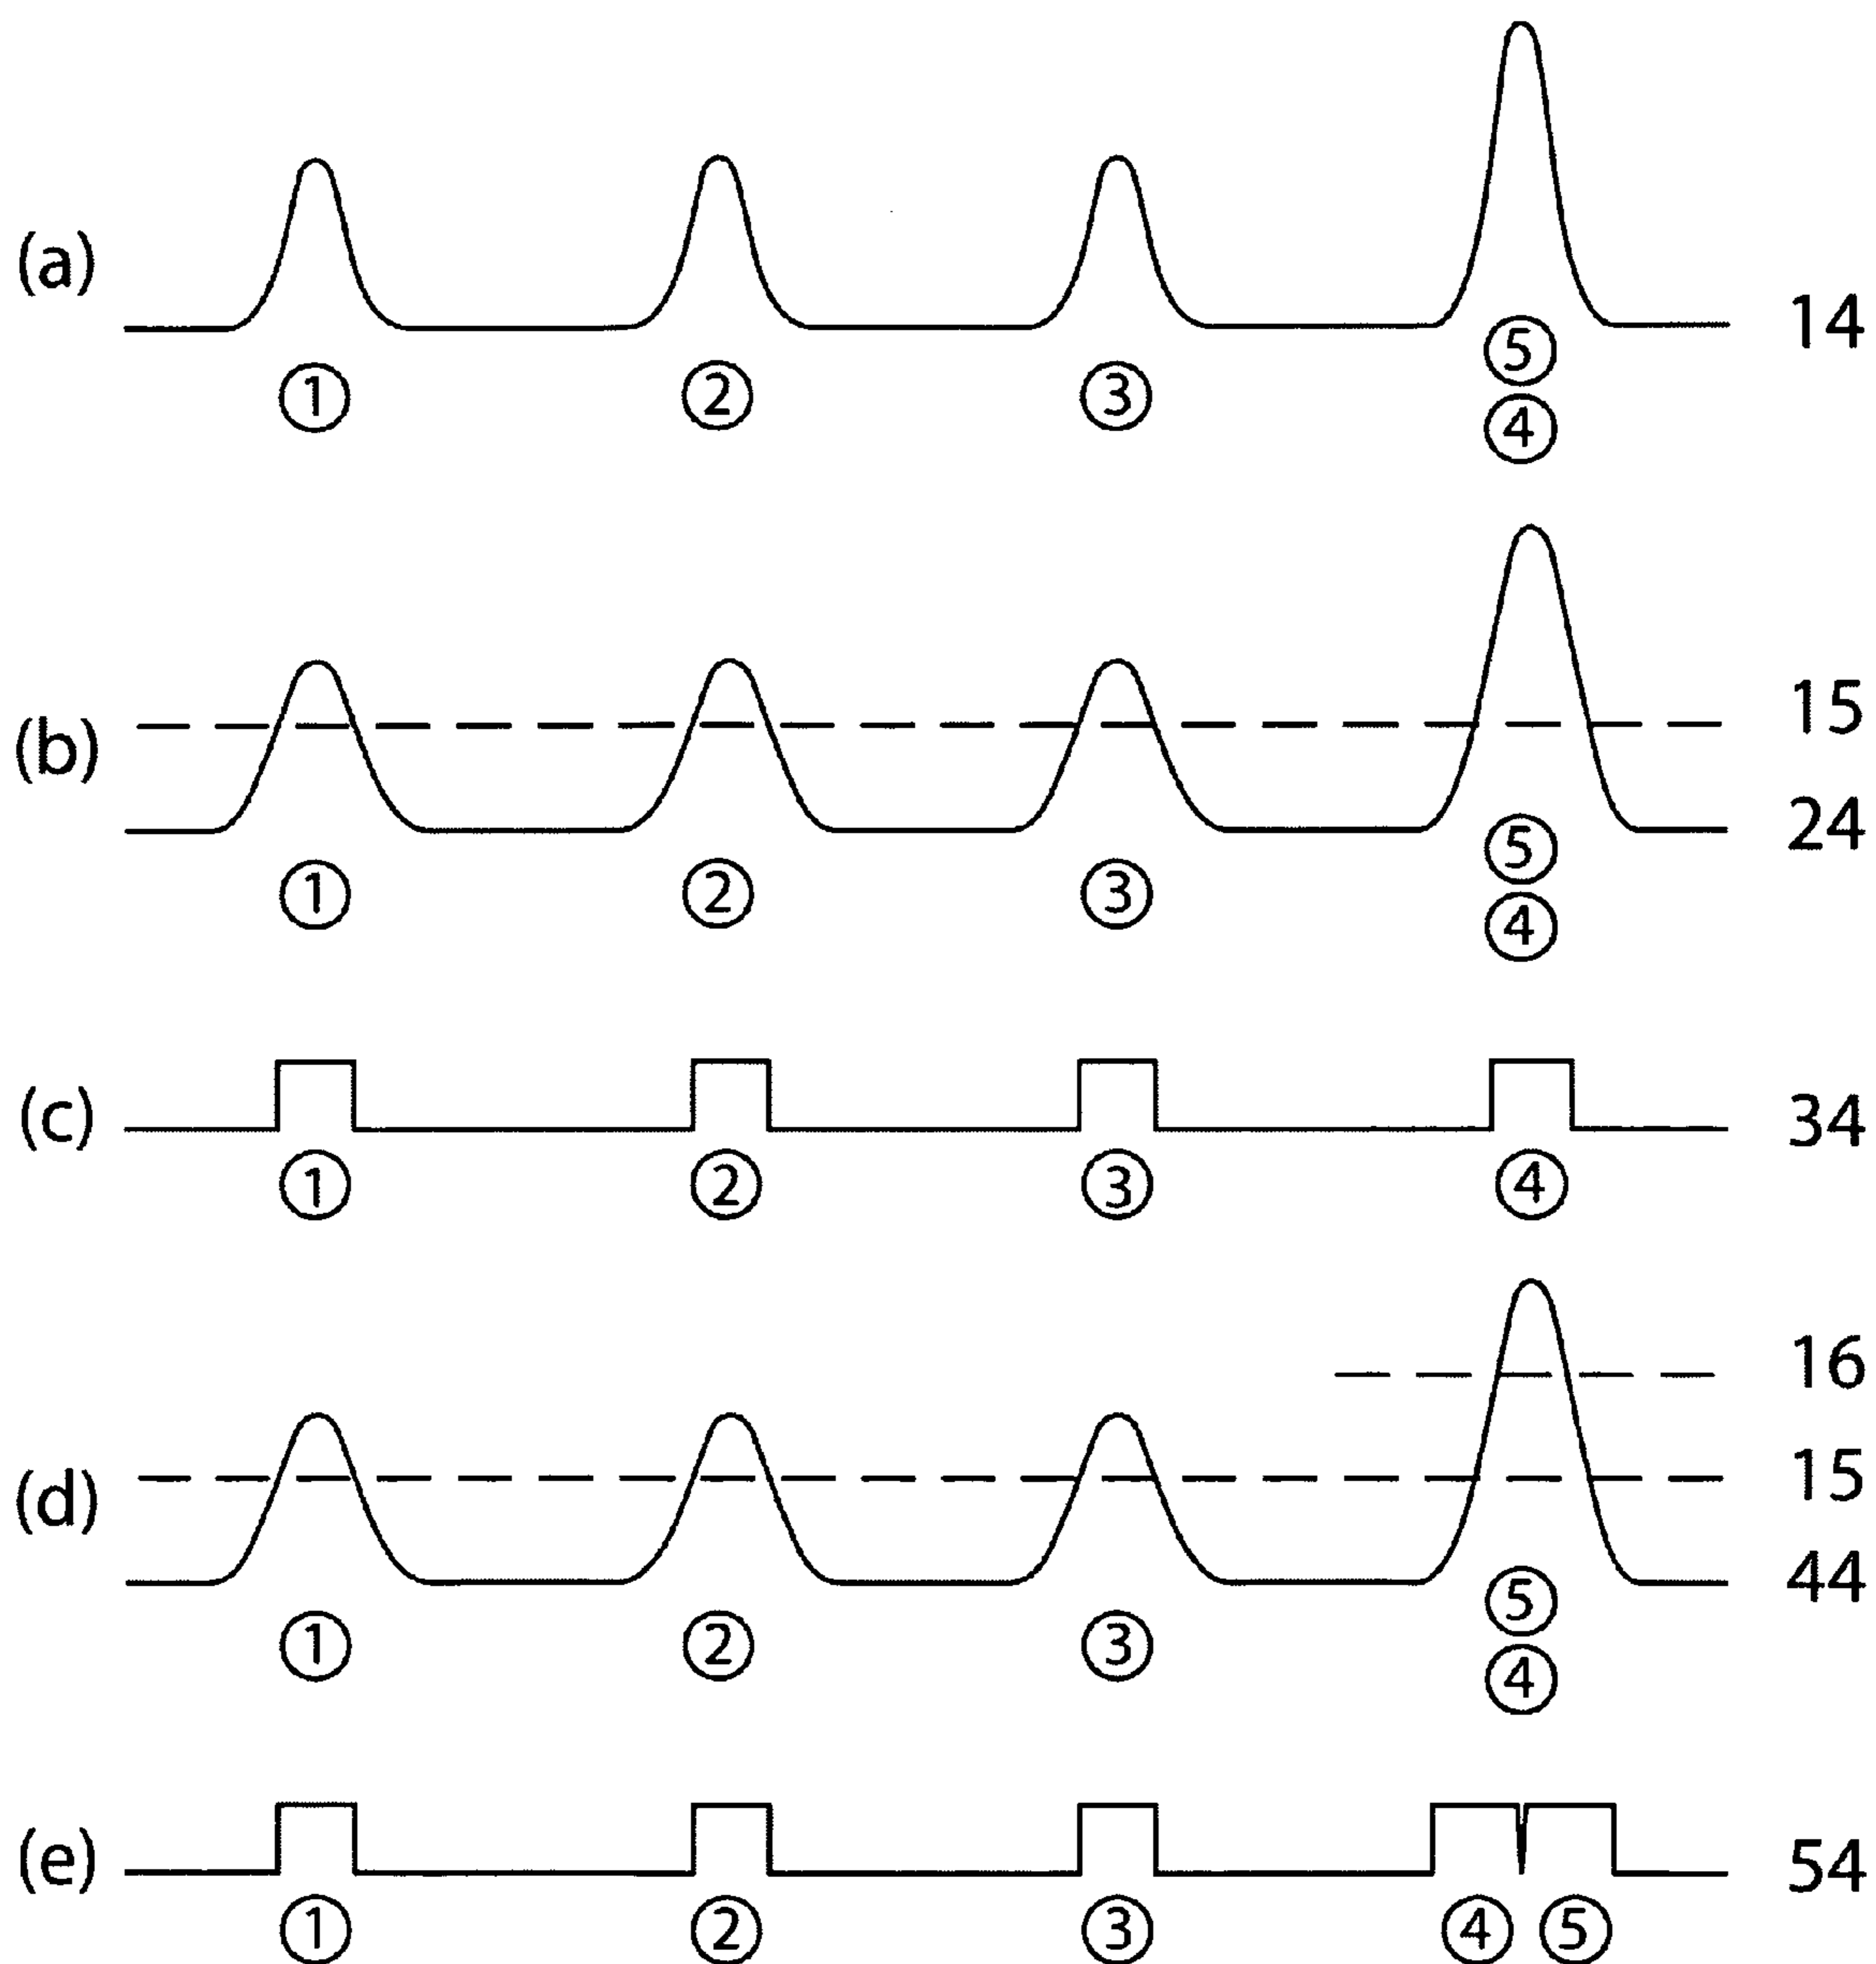 (a)
14
① ② ③ ⑤
④
(b)
15
24
① ② ③ ⑤
④
(c)
34
① ② ③ ④
(d)
16
15
44
① ② ③ ⑤
④
(e)
54
① ② ③ ④ ⑤